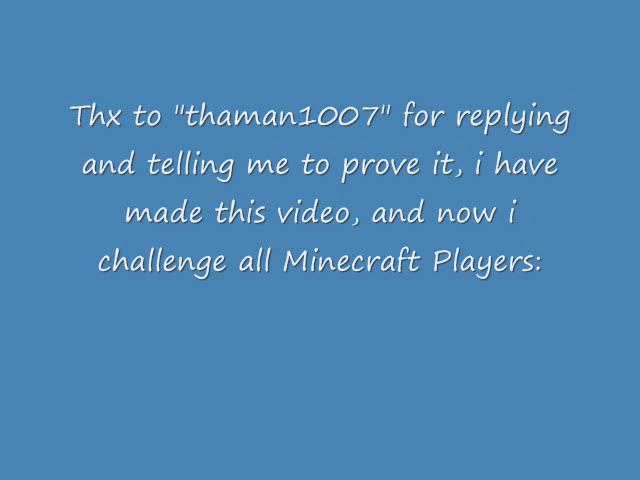 Thx to "thaman1007" for replying
and telling me to prove it, i have
made this video, and now i
challenge all Minecraft Players: